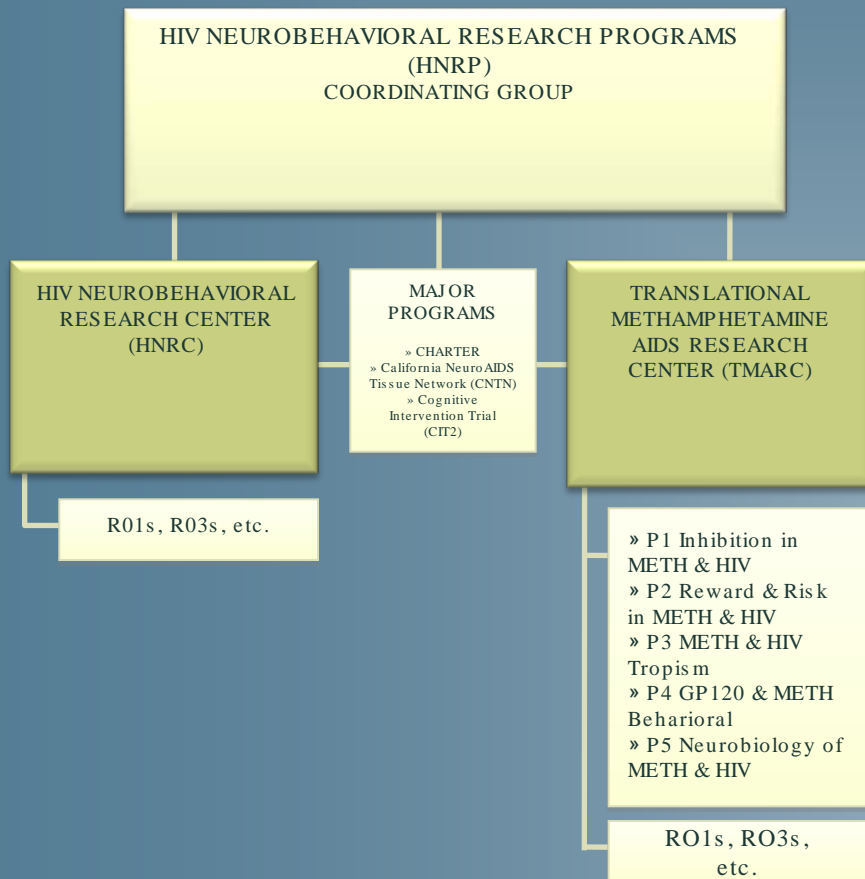 HIV NEUROBEHAVIORAL RESEARCH PROGRAMS
(HNRP)
COORDINATING GROUP
HIV NEUROBEHAVIORAL
RESEARCH CENTER
(HNRC)
MAJOR
PROGRAMS
» CHARTER
» California NeuroAIDS
Tissue Network (CNTN)
» Cognitive
Intervention Trial
(CIT2)
TRANSLATIONAL
METHAMPHETAMINE
AIDS RESEARCH
CENTER (TMARC)
R01s, R03s, etc.
» P1 Inhibition in
METH & HIV
» P2 Reward & Risk
in METH & HIV
» P3 METH & HIV
Tropism
» P4 GP120 & METH
Beharioral
» P5 Neurobiology of
METH & HIV
RO1s, RO3s,
etc.